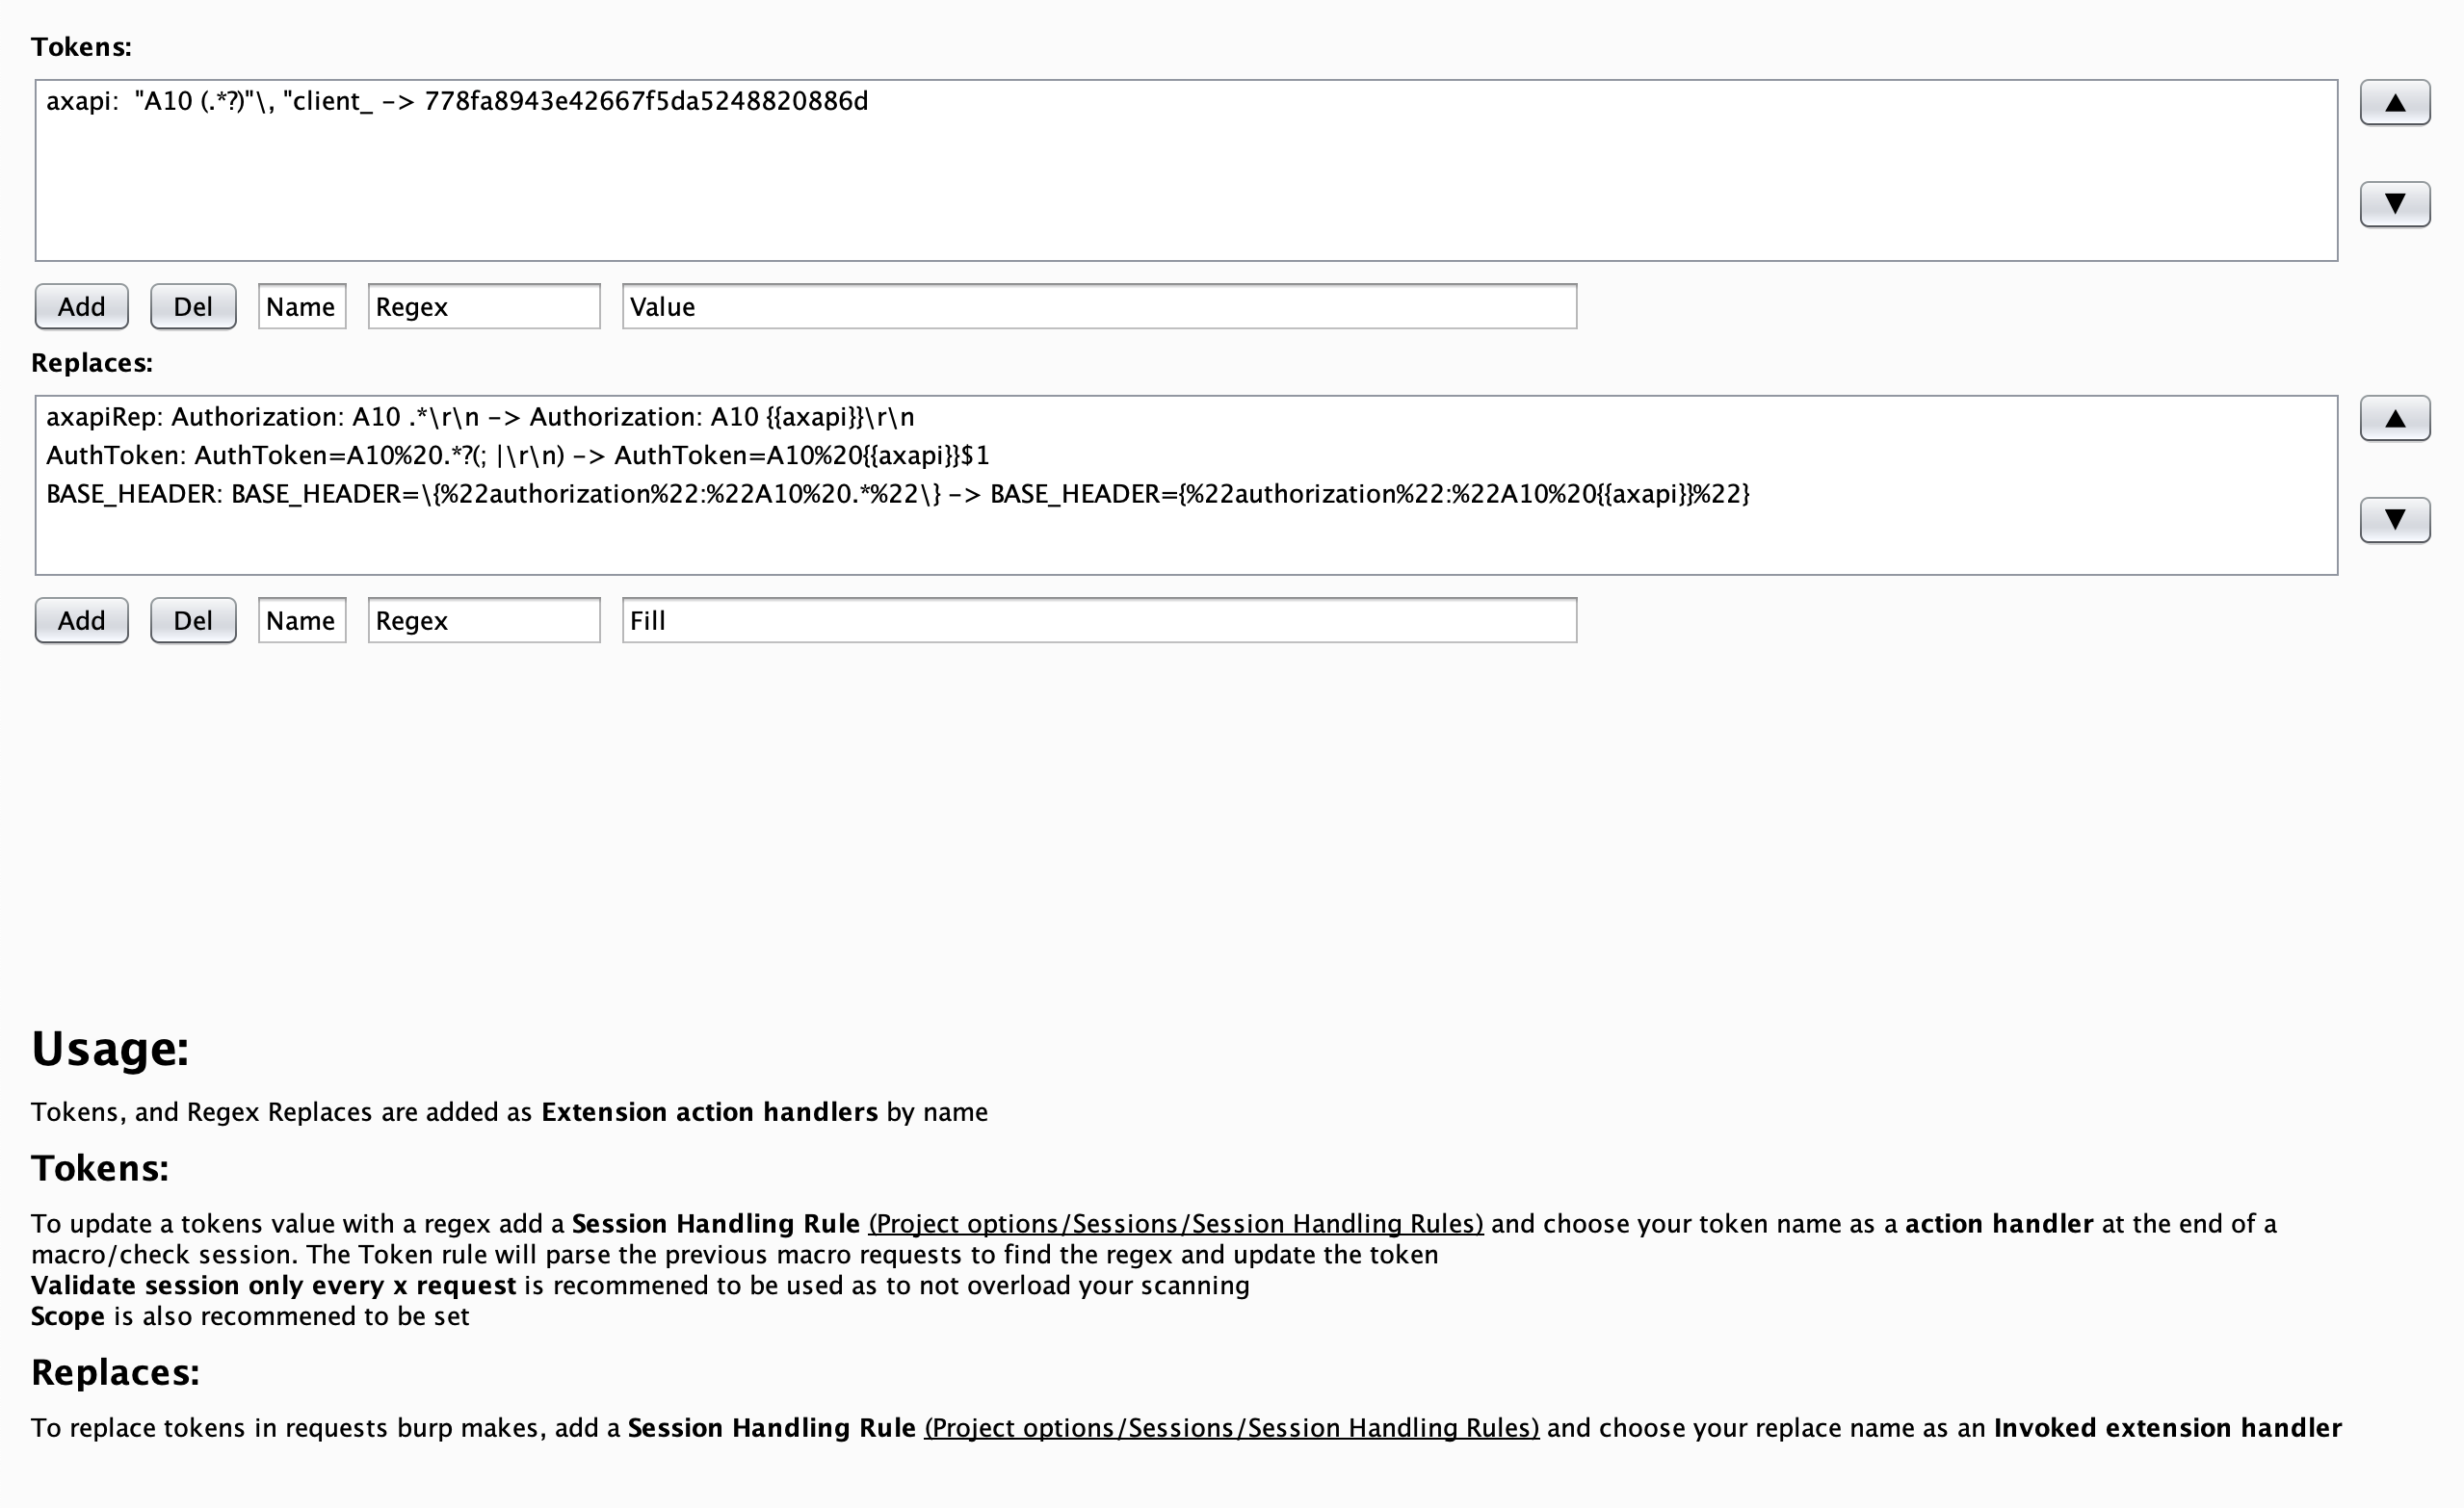 Tokens:
axapi:  "A10 (.*?)"\, "client_ -> 778fa8943e42667f5da5248820886d
▲
▼
Add Del Name Regex Value
Replaces:
axapiRep: Authorization: A10 .*\r\n -> Authorization: A10 {{axapi}}\r\n
AuthToken: AuthToken=A10%20.*?(; |\r\n) -> AuthToken=A10%20{{axapi}}$1
BASE_HEADER: BASE_HEADER=\{%22authorization%22:%22A10%20.*%22\} -> BASE_HEADER={%22authorization%22:%22A10%20{{axapi}}%22}
▲
▼
Add Del Name Regex Fill
Usage:
Tokens, and Regex Replaces are added as Extension action handlers by name
Tokens:
To update a tokens value with a regex add a Session Handling Rule (Project options/Sessions/Session Handling Rules) and choose your token name as a action handler at the end of a
macro/check session. The Token rule will parse the previous macro requests to find the regex and update the token
Validate session only every x request is recommened to be used as to not overload your scanning
Scope is also recommened to be set
Replaces:
To replace tokens in requests burp makes, add a Session Handling Rule (Project options/Sessions/Session Handling Rules) and choose your replace name as an Invoked extension handler